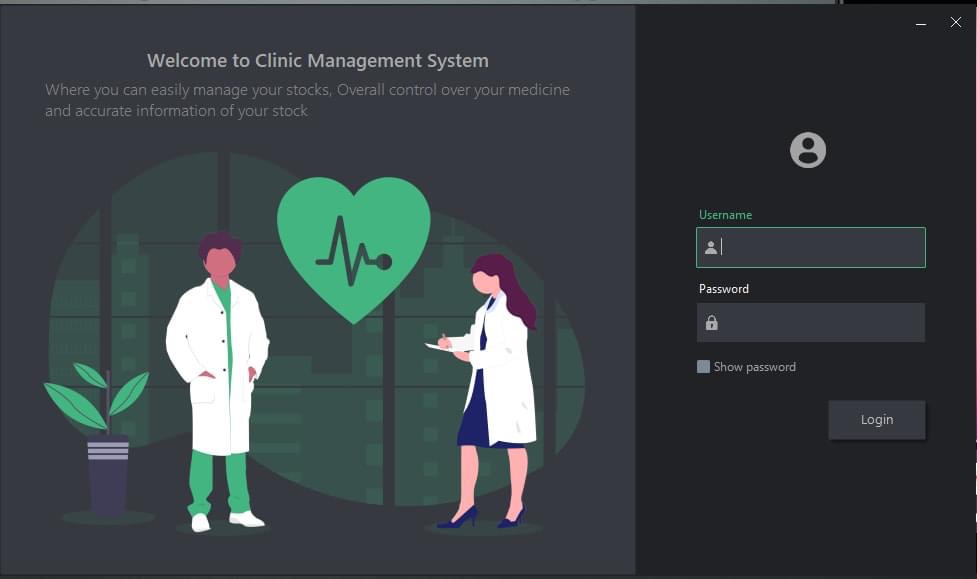 Welcome to Clinic Management System
Where you can easily manage your stocks, Overall control over your medicine
and accurate information of your stock
Username
Password
Show password
Login